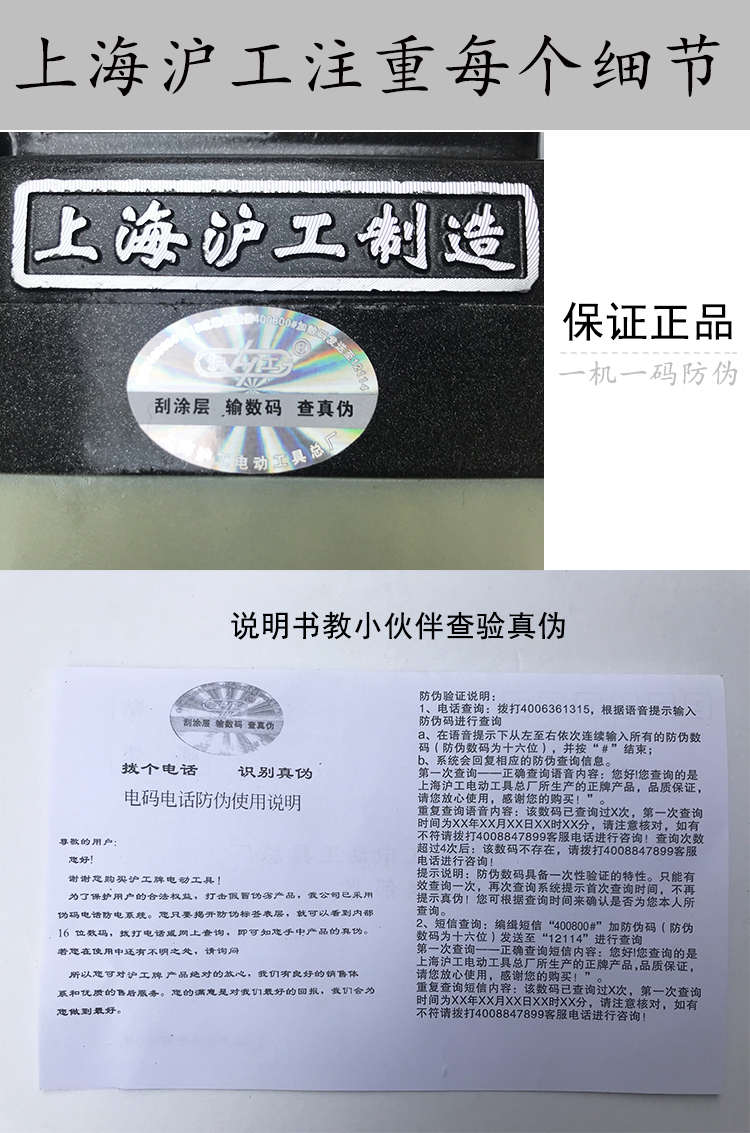 上海沪工注重每个细节
上海沪工制造
400800#加防伪码发送至12114
刮涂层 输数码 查真伪
电动工具总厂
保证正品
一机一码防伪
说明书教小伙伴查验真伪
刮涂层 输数码 查真伪
拨个电话 识别真伪
电码电话防伪使用说明
尊敬的用户:
您好!
谢谢您购买沪工牌电动工具!
为了保护用户的合法权益，打击假冒伪劣产品，我公司已采用
伪码电话防电系统。您只要揭开防伪标签表层，就可以看到内部
16 位数码，拨打电话或网上查询，即可知您手中产品的真伪。
若您在使用中还有不明之处，请询问
所以您可对沪工牌 产品绝对的放心，我们有良好的销售体
系和优质的售后服务。您的满意是对我们最好的回报，我们会为
您做到最好。
防伪验证说明:
1、电话查询：拨打4006361315，根据语音提示输入
防伪码进行查询
a、在语音提示下从左至右依次连续输入所有的防伪数
码（防伪数码为十六位），并按“#”结束;
b、系统会回复相应的防伪查询信息。
第一次查询——正确查询语音内容：您好!您查询的是
上海沪工电动工具总厂所生产的正牌产品，品质保证，
请您放心使用，感谢您的购买！”。
重复查询语音内容：该数码已查询过X次，第一次查询
时间为XX年XX月XX日XX时XX分，请注意核对，如有
不符请拨打4008847899客服电话进行咨询！查询次数
超过4次后：该数码不存在，请拨打4008847899客服
电话进行咨询！
提示说明：防伪数码具备一次性验证的特性。只能有
效查询一次，再次查询系统提示首次查询时间，不再
提示真伪！您可根据查询时间来确认是否为您本人所
查询。
2、短信查询：编缉短信“400800#”加防伪码（防伪
数码为十六位）发送至“12114”进行查询
第一次查询——正确查询短信内容：您好!您查询的是
上海沪工电动工具总厂所生产的正牌产品,品质保证，
请您放心使用，感谢您的购买！”。
重复查询短信内容：该数码已查询过X次，第一次查询
时间为XX年XX月XX日XX时XX分，请注意核对，如有
不符请拨打4008847899客服电话进行咨询！